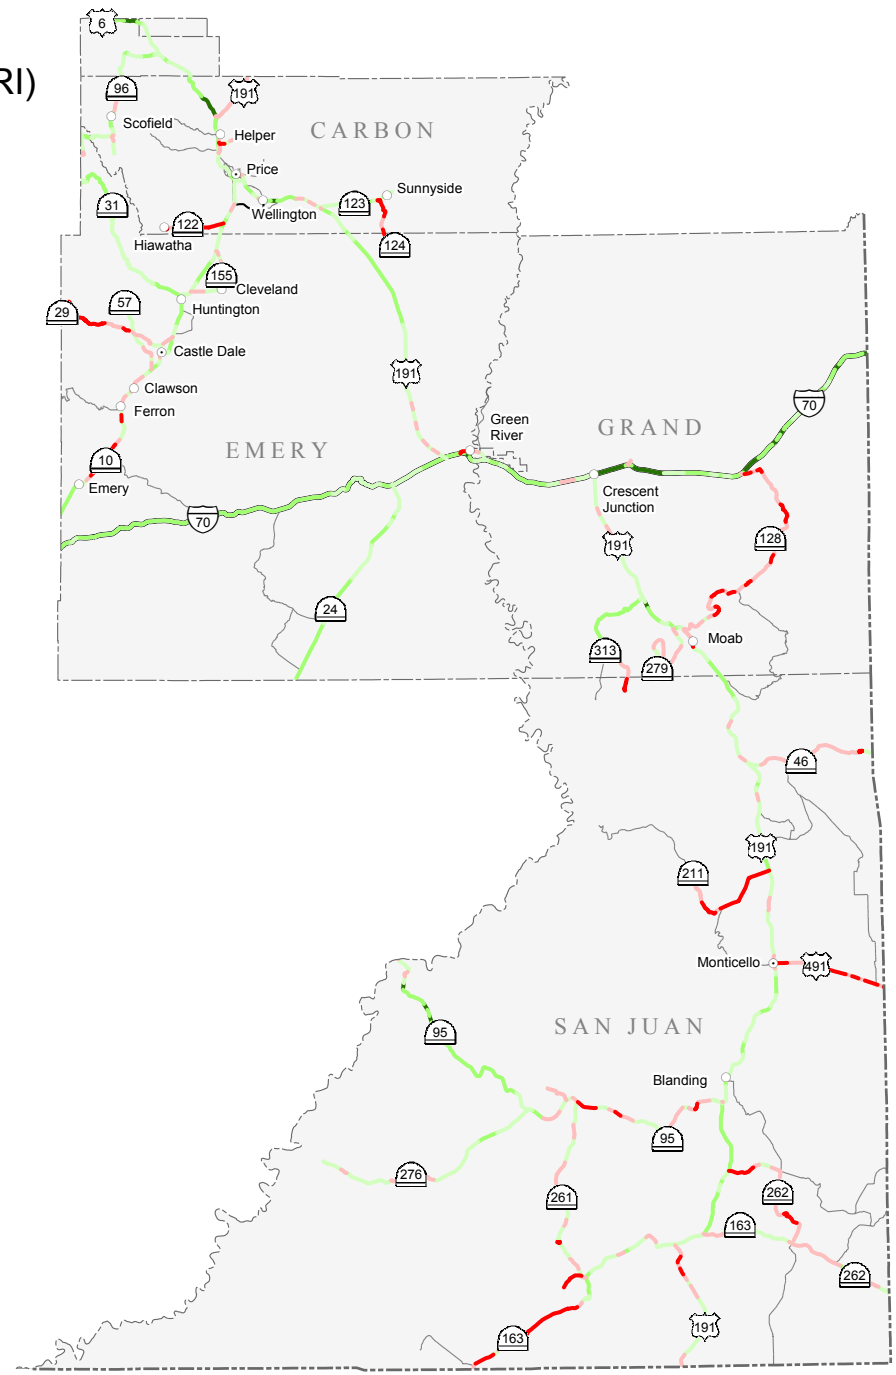 6
RI)
96
191
Scofield
Helper
CARBON
Price
31
123
Sunnyside
Wellington
122
Hiawatha
124
155
Cleveland
57
29
Huntington
Castle Dale
191
Clawson
Ferron
70
Green
River
GRAND
EMERY
10
Emery
Crescent
Junction
70
191
128
24
313
279
Moab
46
191
211
Monticello
491
95
SAN JUAN
Blanding
95
276
261
262
163
262
163
191